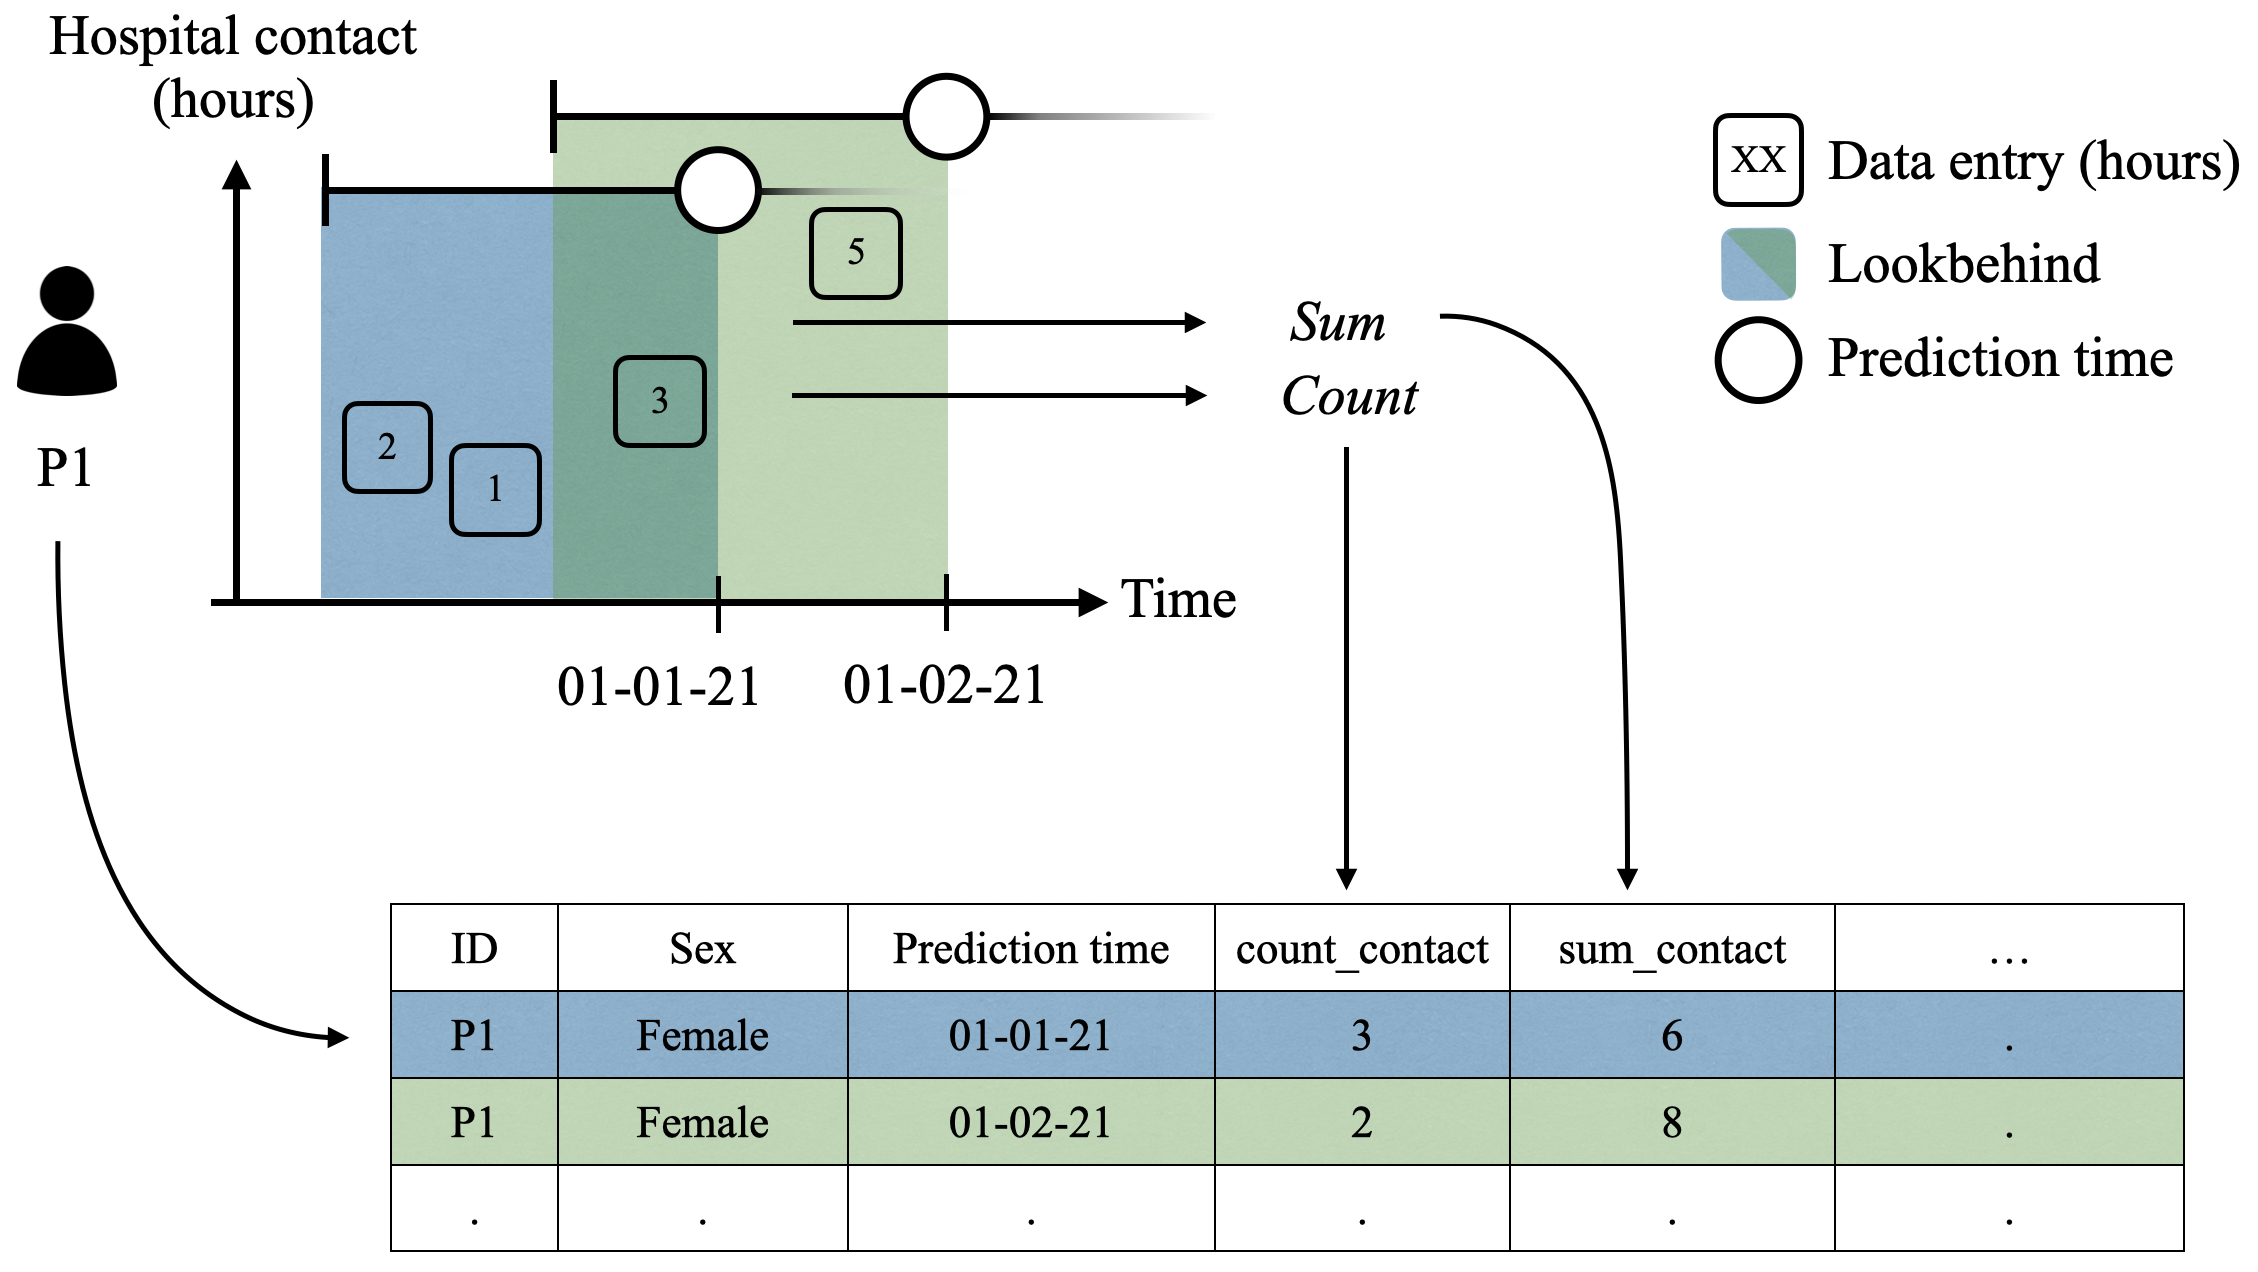 Hospital contact
(hours)
XX Data entry (hours)
Lookbehind
Prediction time
5
Sum
3
Count
2
1
P1
Time
01-01-21 01-02-21
ID Sex Prediction time count_contact sum_contact …
P1 Female 01-01-21 3 6 .
P1 Female 01-02-21 2 8 .
. . . . . .